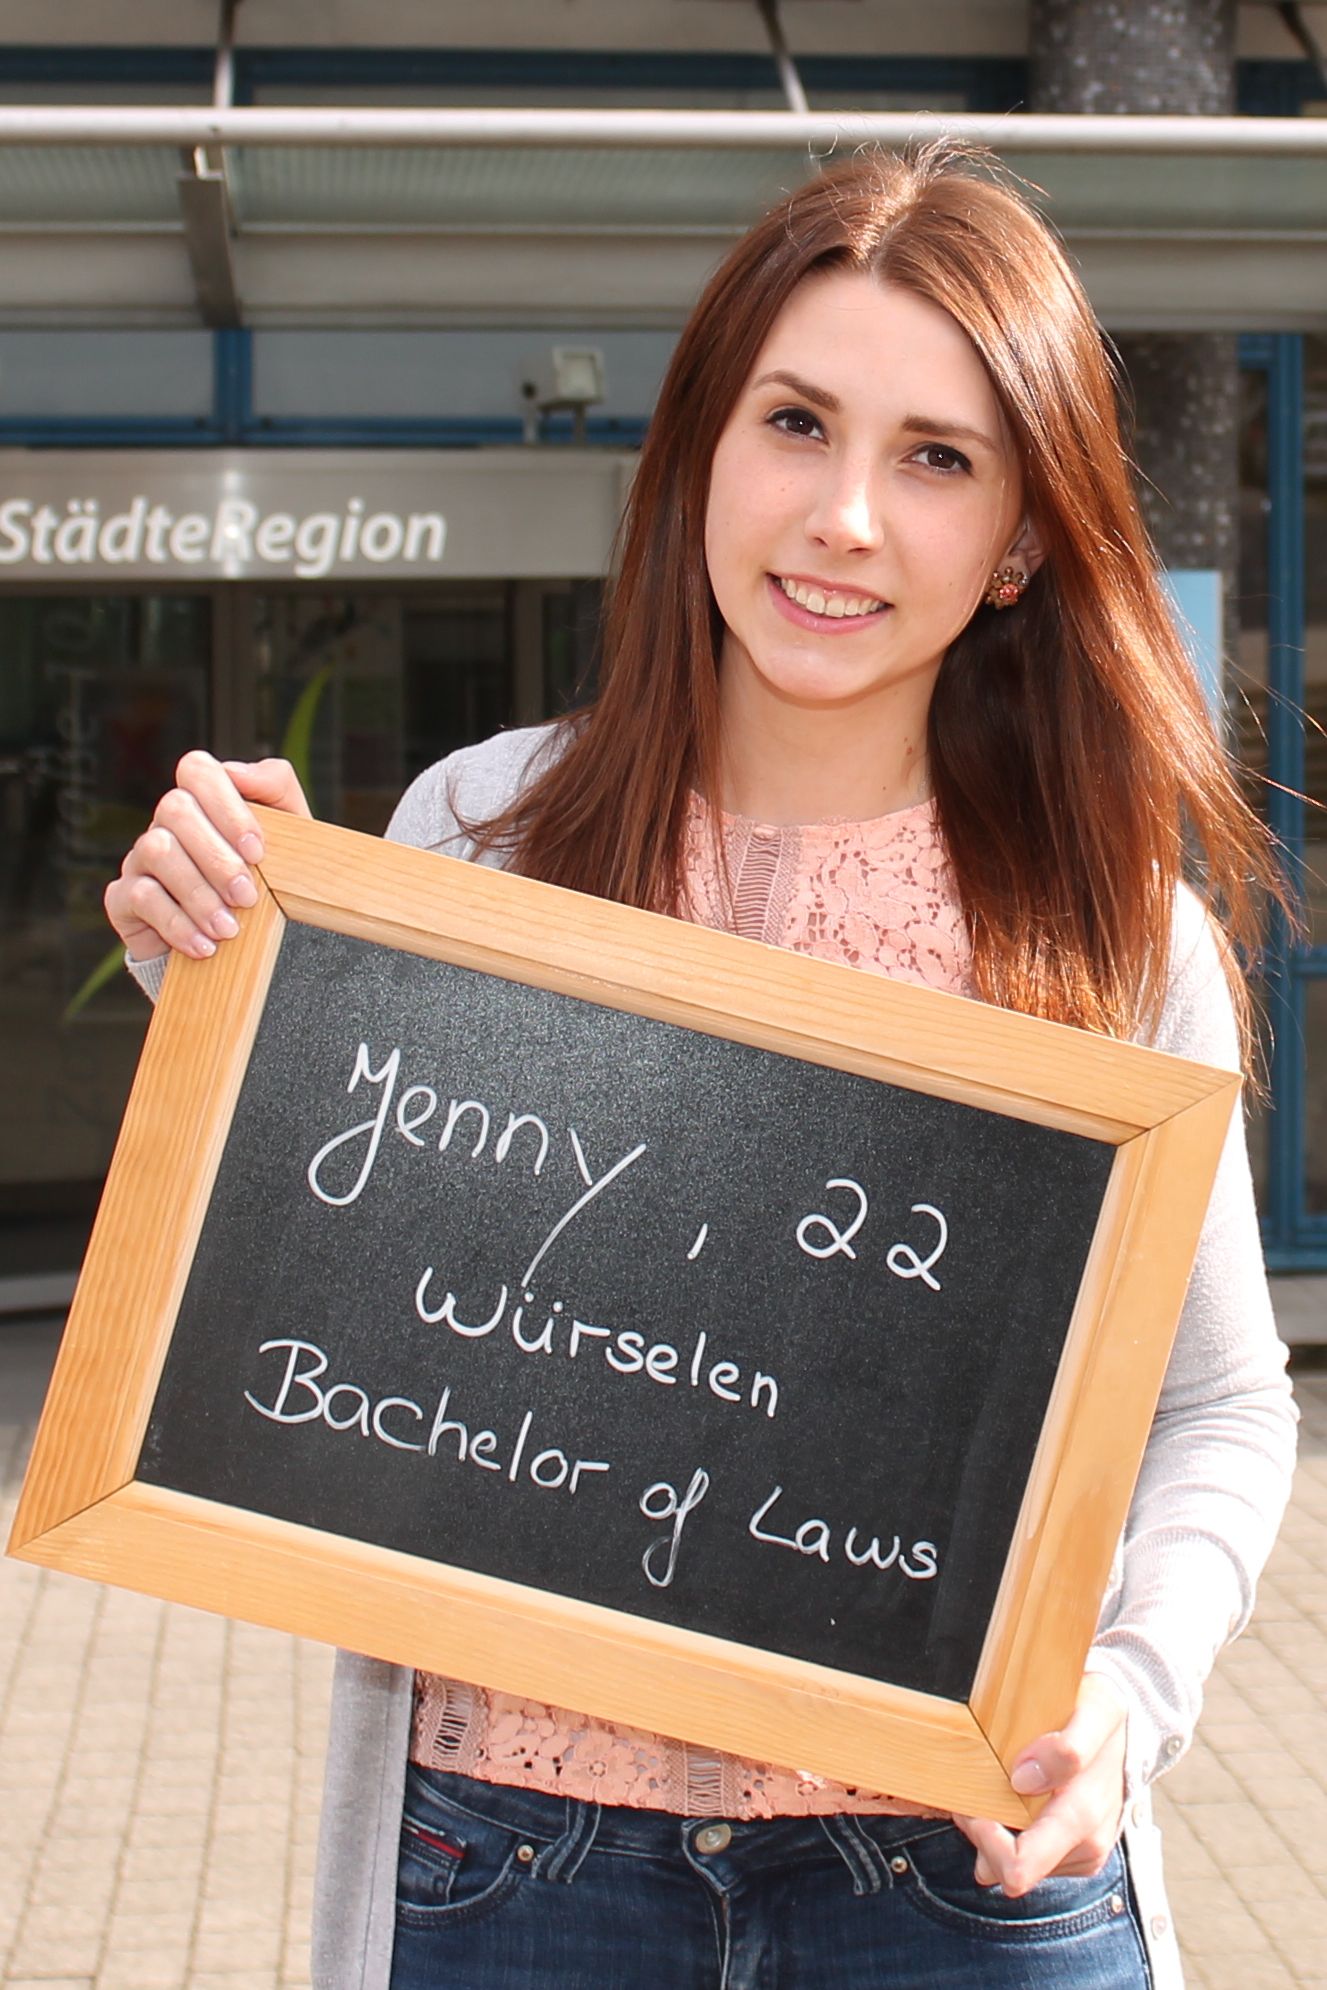 StädteRegion
Jenny, 22
Würselen
Bachelor of Laws